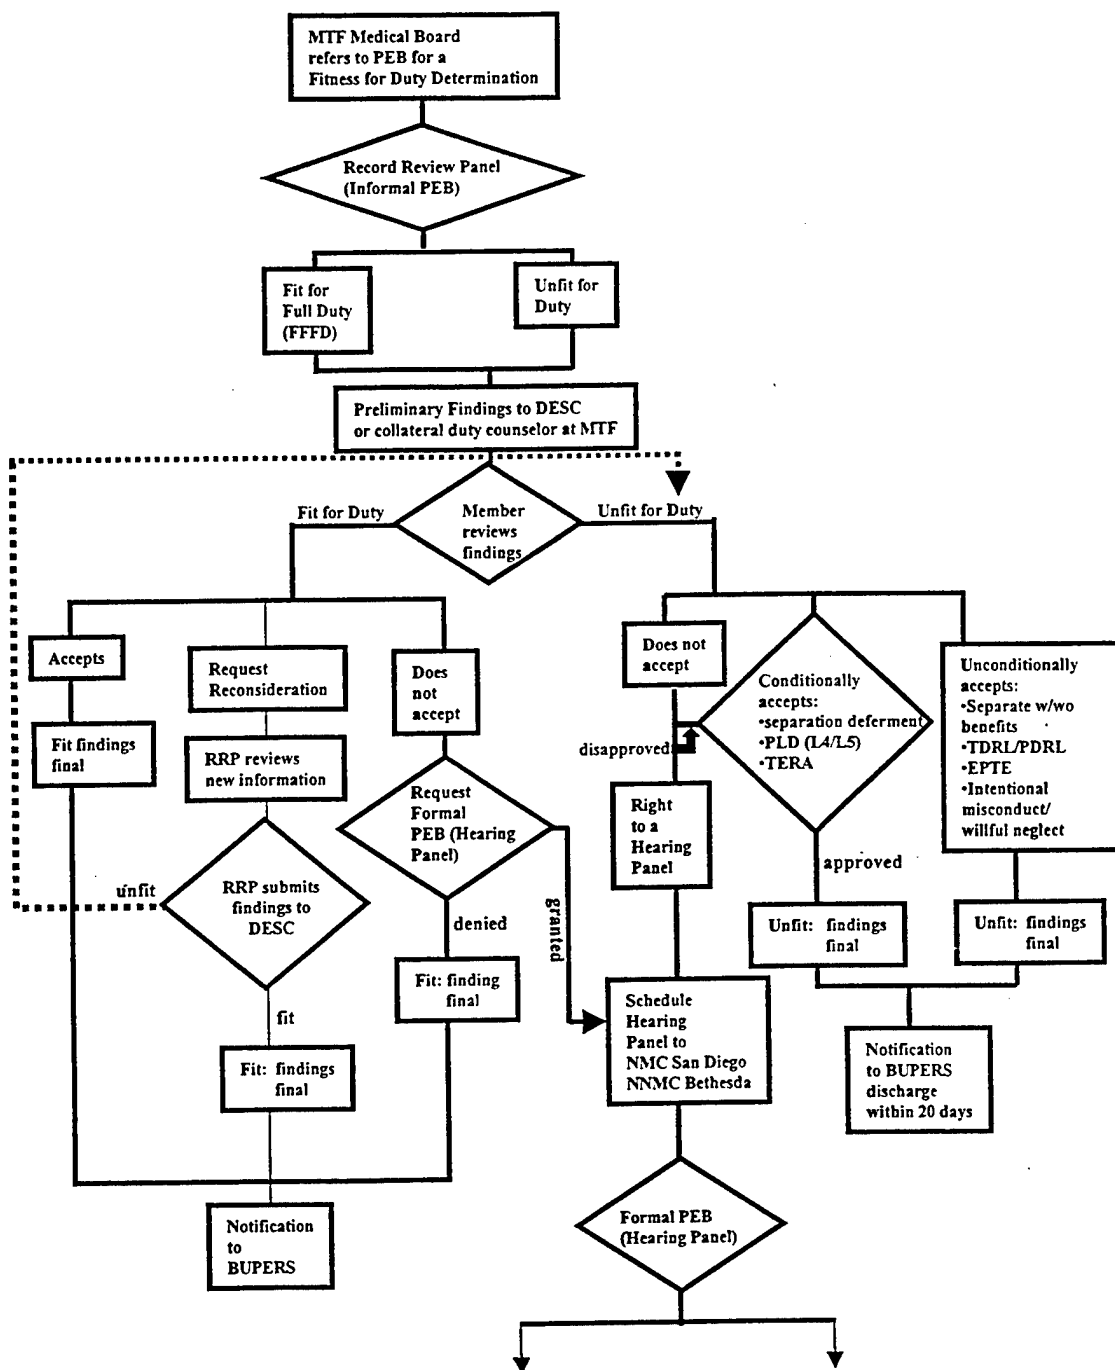 MTF Medical Board
refers to PEB for a
Fitness for Duty Determination
Record Review Panel
(Informal PEB)
Fit for
Full Duty
(FFFD)
Unfit for
Duty
Preliminary Findings to DESC
or collateral duty counselor at MTF
Fit for Duty
Member
reviews
findings
Unfit for Duty
Accepts
Fit findings
final
Request
Reconsideration
RRP reviews
new information
unfit
RRP submits
findings to
DESC
fit
Fit: findings
final
Does
not
accept
Request
Formal
PEB (Hearing
Panel)
denied
granted
Fit: finding
final
Notification
to
BUPERS
Does not
accept
disapproved
Right
to a
Hearing
Panel
Schedule
Hearing
Panel to
NMC San Diego
NNMC Bethesda
Formal PEB
(Hearing Panel)
Conditionally
accepts:
•separation deferment
•PLD (L4/L5)
•TERA
approved
Unfit: findings
final
Unconditionally
accepts:
•Separate w/wo
benefits
•TDRL/PDRL
•EPTE
•Intentional
misconduct/
willful neglect
Unfit: findings
final
Notification
to BUPERS
discharge
within 20 days